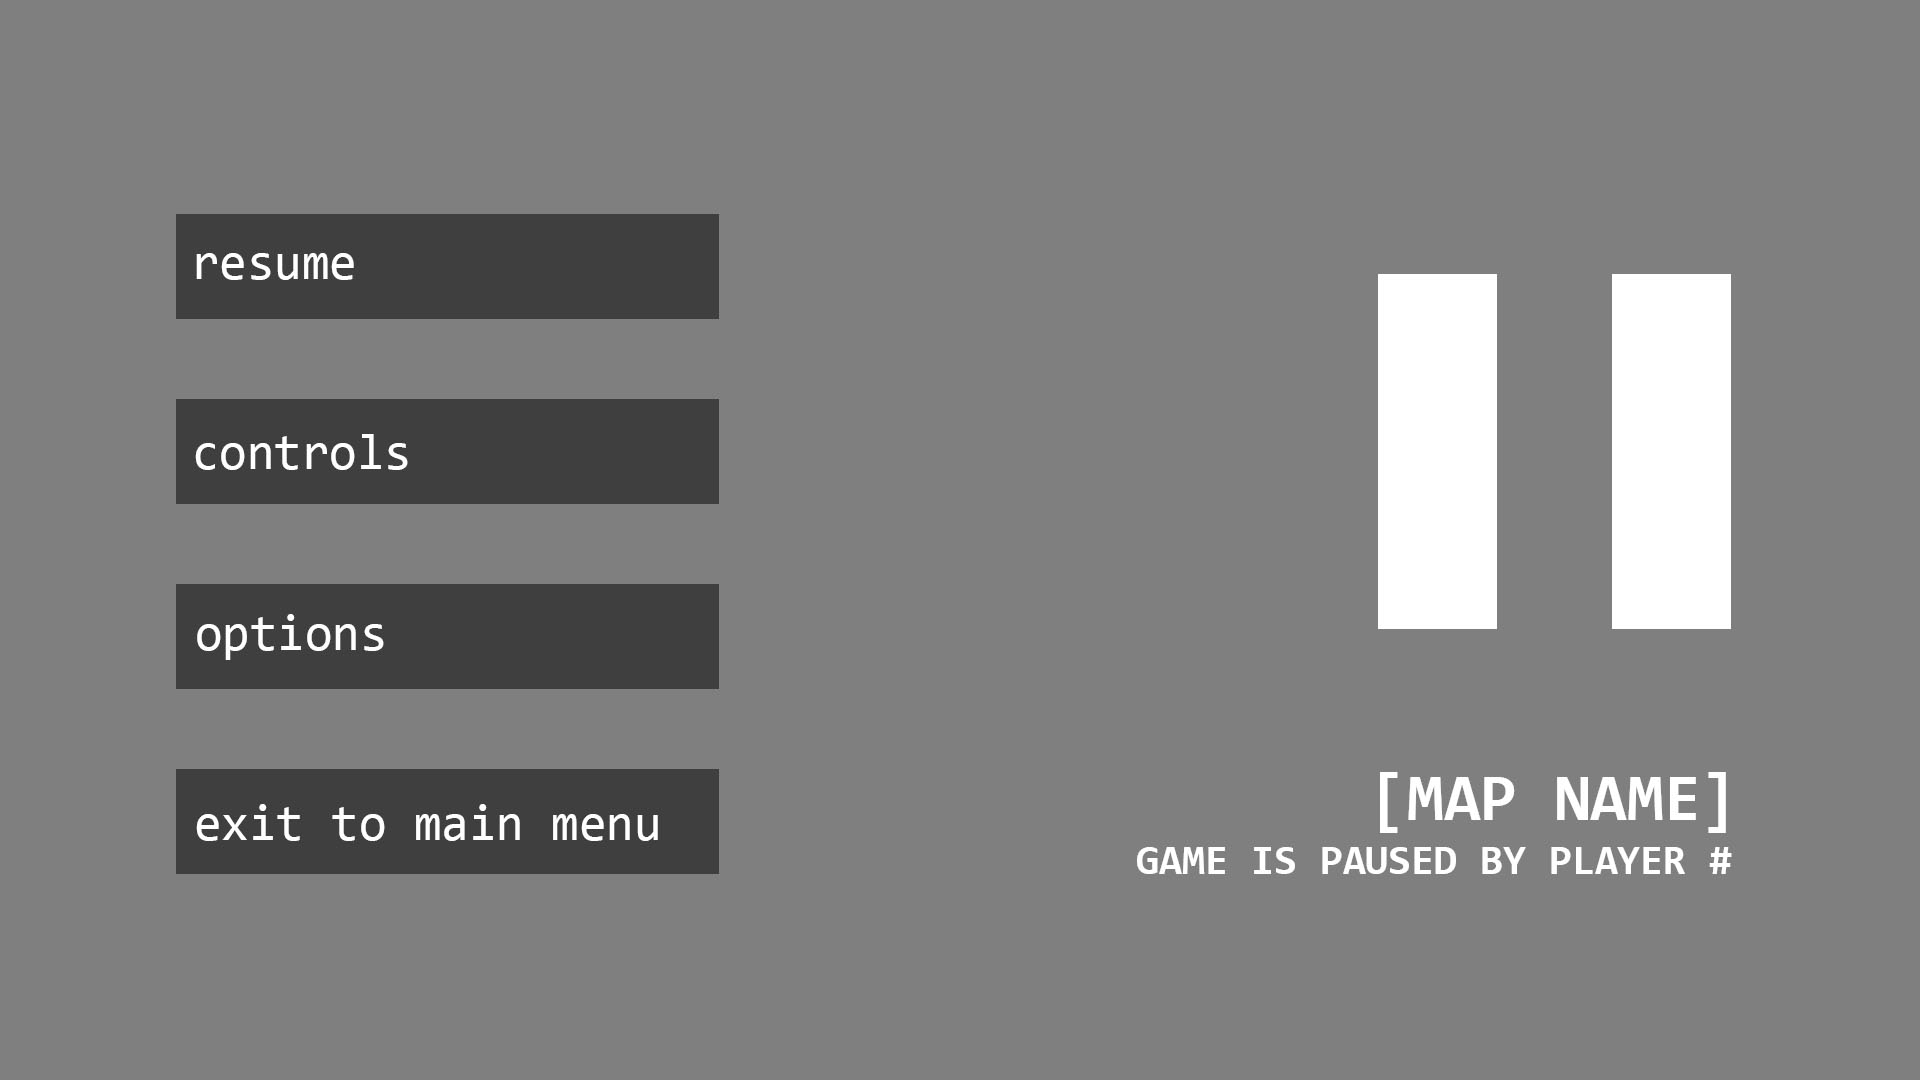 resume
controls
options
exit to main menu
[MAP NAME]
GAME IS PAUSED BY PLAYER #